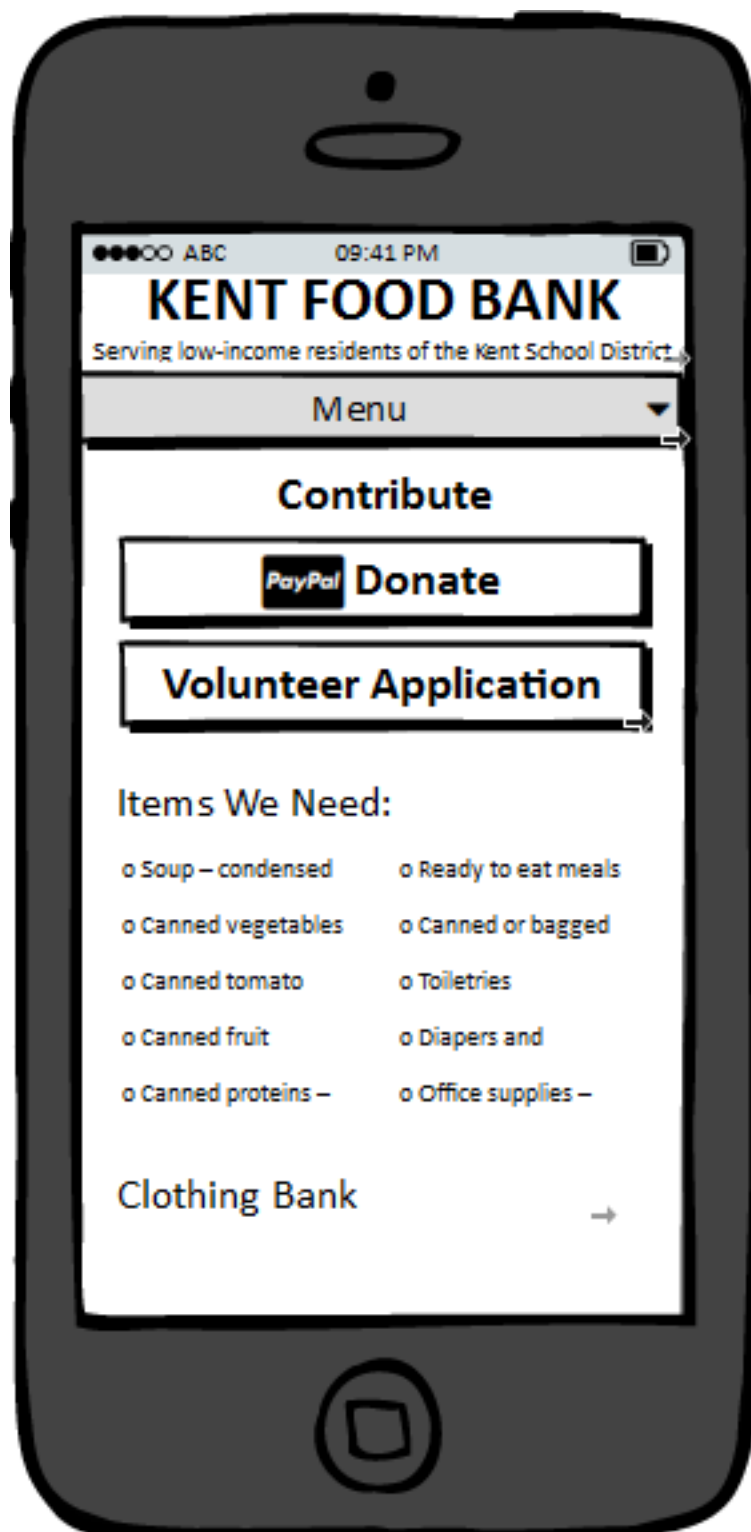 ABC 09:41 PM
KENT FOOD BANK
Serving low-income residents of the Kent School District
Menu
Contribute
PayPal Donate
Volunteer Application
Items We Need:
o Soup – condensed
o Canned vegetables
o Canned tomato
o Canned fruit
o Canned proteins –
o Ready to eat meals
o Canned or bagged
o Toiletries
o Diapers and
o Office supplies –
Clothing Bank